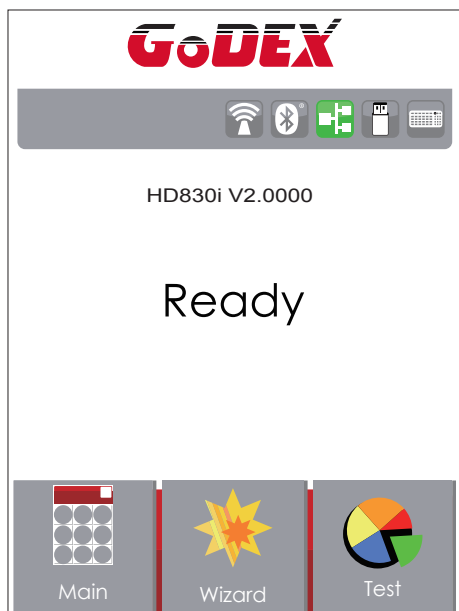 GoDEX
HD830i V2.0000
Ready
Main
Wizard
Test